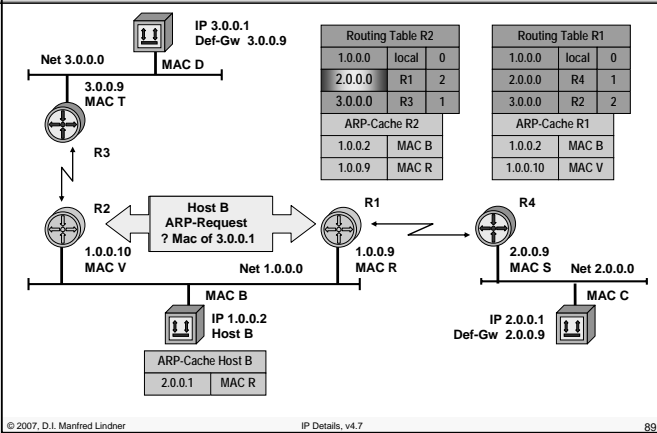 IP 3.0.0.1
Def-Gw 3.0.0.9
Net 3.0.0.0
MAC D
3.0.0.9
MAC T
R3
Routing Table R2
1.0.0.0 local 0
2.0.0.0 R1 2
3.0.0.0 R3 1
ARP-Cache R2
1.0.0.2 MAC B
1.0.0.9 MAC R
Routing Table R1
1.0.0.0 local 0
2.0.0.0 R4 1
3.0.0.0 R2 2
ARP-Cache R1
1.0.0.2 MAC B
1.0.0.10 MAC V
R2
Host B
ARP-Request
? Mac of 3.0.0.1
R1
R4
1.0.0.10
MAC V
Net 1.0.0.0
1.0.0.9
MAC R
2.0.0.9
MAC S
Net 2.0.0.0
MAC B
IP 1.0.0.2
Host B
MAC C
IP 2.0.0.1
Def-Gw 2.0.0.9
ARP-Cache Host B
2.0.0.1 MAC R
© 2007, D.I. Manfred Lindner
IP Details, v4.7
89